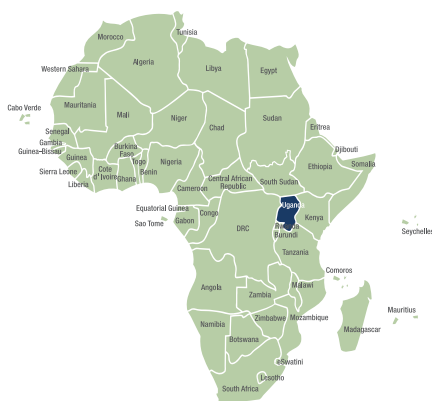 Tunisia
Morocco
Algeria
Libya
Egypt
Western Sahara
Mauritania
Mali
Niger
Chad
Sudan
Eritrea
Cabo Verde
Senegal
Gambia
Guinea-Bissau
Guinea
Sierra Leone
Liberia
Cote
d' Ivoire
Burkina
Faso
Ghana
Togo
Benin
Nigeria
Cameroon
Central African
Republic
South Sudan
Ethiopia
Djibouti
Somalia
Equatorial Guinea
Sao Tome
Gabon
Congo
DRC
Uganda
Kenya
Rwanda
Burundi
Tanzania
Seychelles
Comoros
Angola
Zambia
Malawi
Mozambique
Zimbabwe
Namibia
Botswana
Madagascar
Mauritius
eSwatini
Lesotho
South Africa